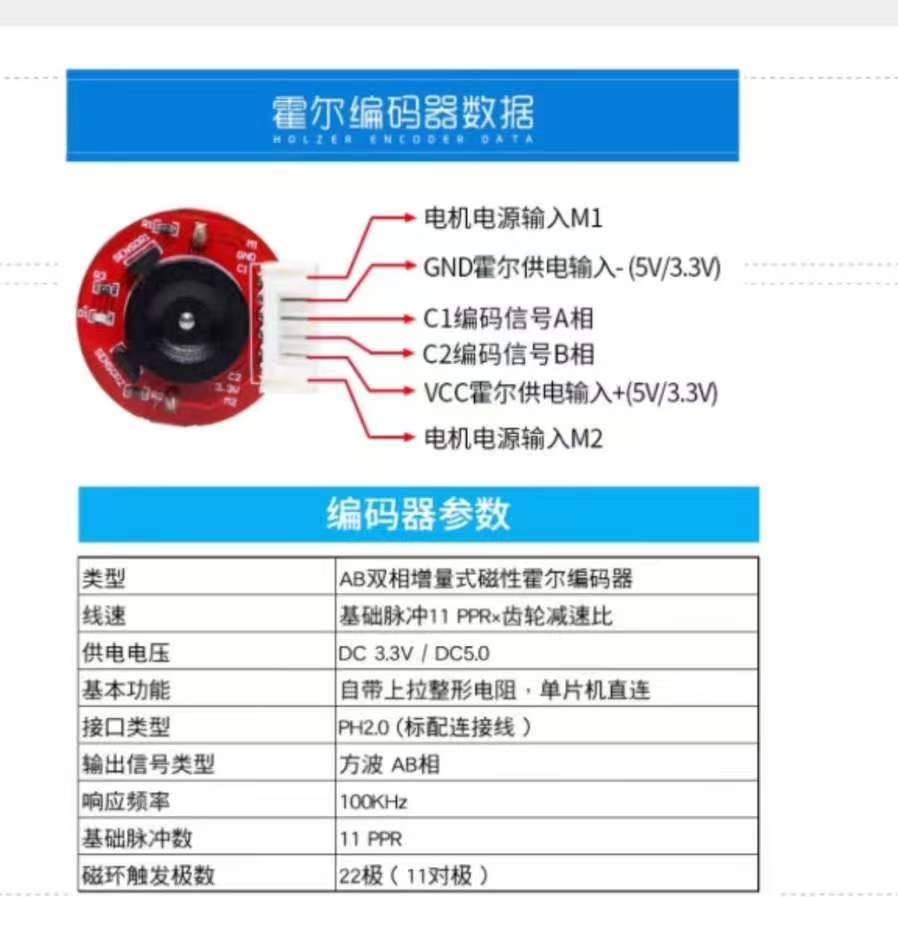 霍尔编码器数据
HOLZER ENCODER DATA
电机电源输入M1
GND霍尔供电输入- (5V/3.3V)
C1编码信号A相
C2编码信号B相
VCC霍尔供电输入+(5V/3.3V)
电机电源输入M2
R1
SENSOR1
R3
SENSOR2
M1
GND
C1
C2
3.3V
M2
编码器参数
类型 AB双相增量式磁性霍尔编码器
线速 基础脉冲11 PPR×齿轮减速比
供电电压 DC 3.3V / DC5.0
基本功能 自带上拉整形电阻，单片机直连
接口类型 PH2.0 (标配连接线 )
输出信号类型 方波 AB相
响应频率 100KHz
基础脉冲数 11 PPR
磁环触发极数 22极 ( 11对极 )